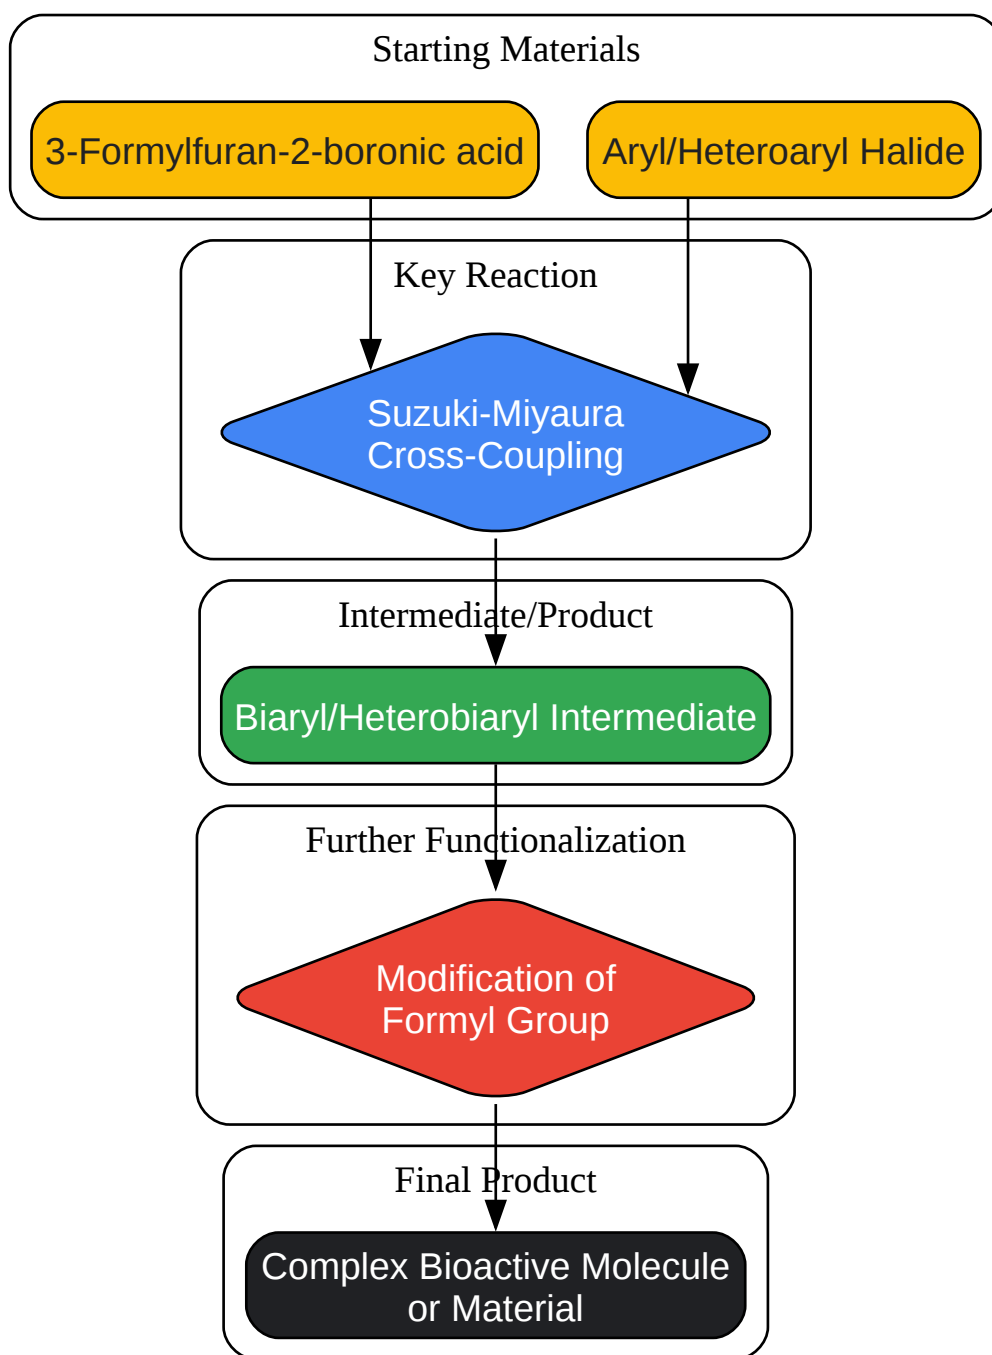 Starting Materials
3-Formylfuran-2-boronic acid
Aryl/Heteroaryl Halide
Key Reaction
Suzuki-Miyaura
Cross-Coupling
Intermediate/Product
Biaryl/Heterobiaryl Intermediate
Further Functionalization
Modification of
Formyl Group
Final Product
Complex Bioactive Molecule
or Material